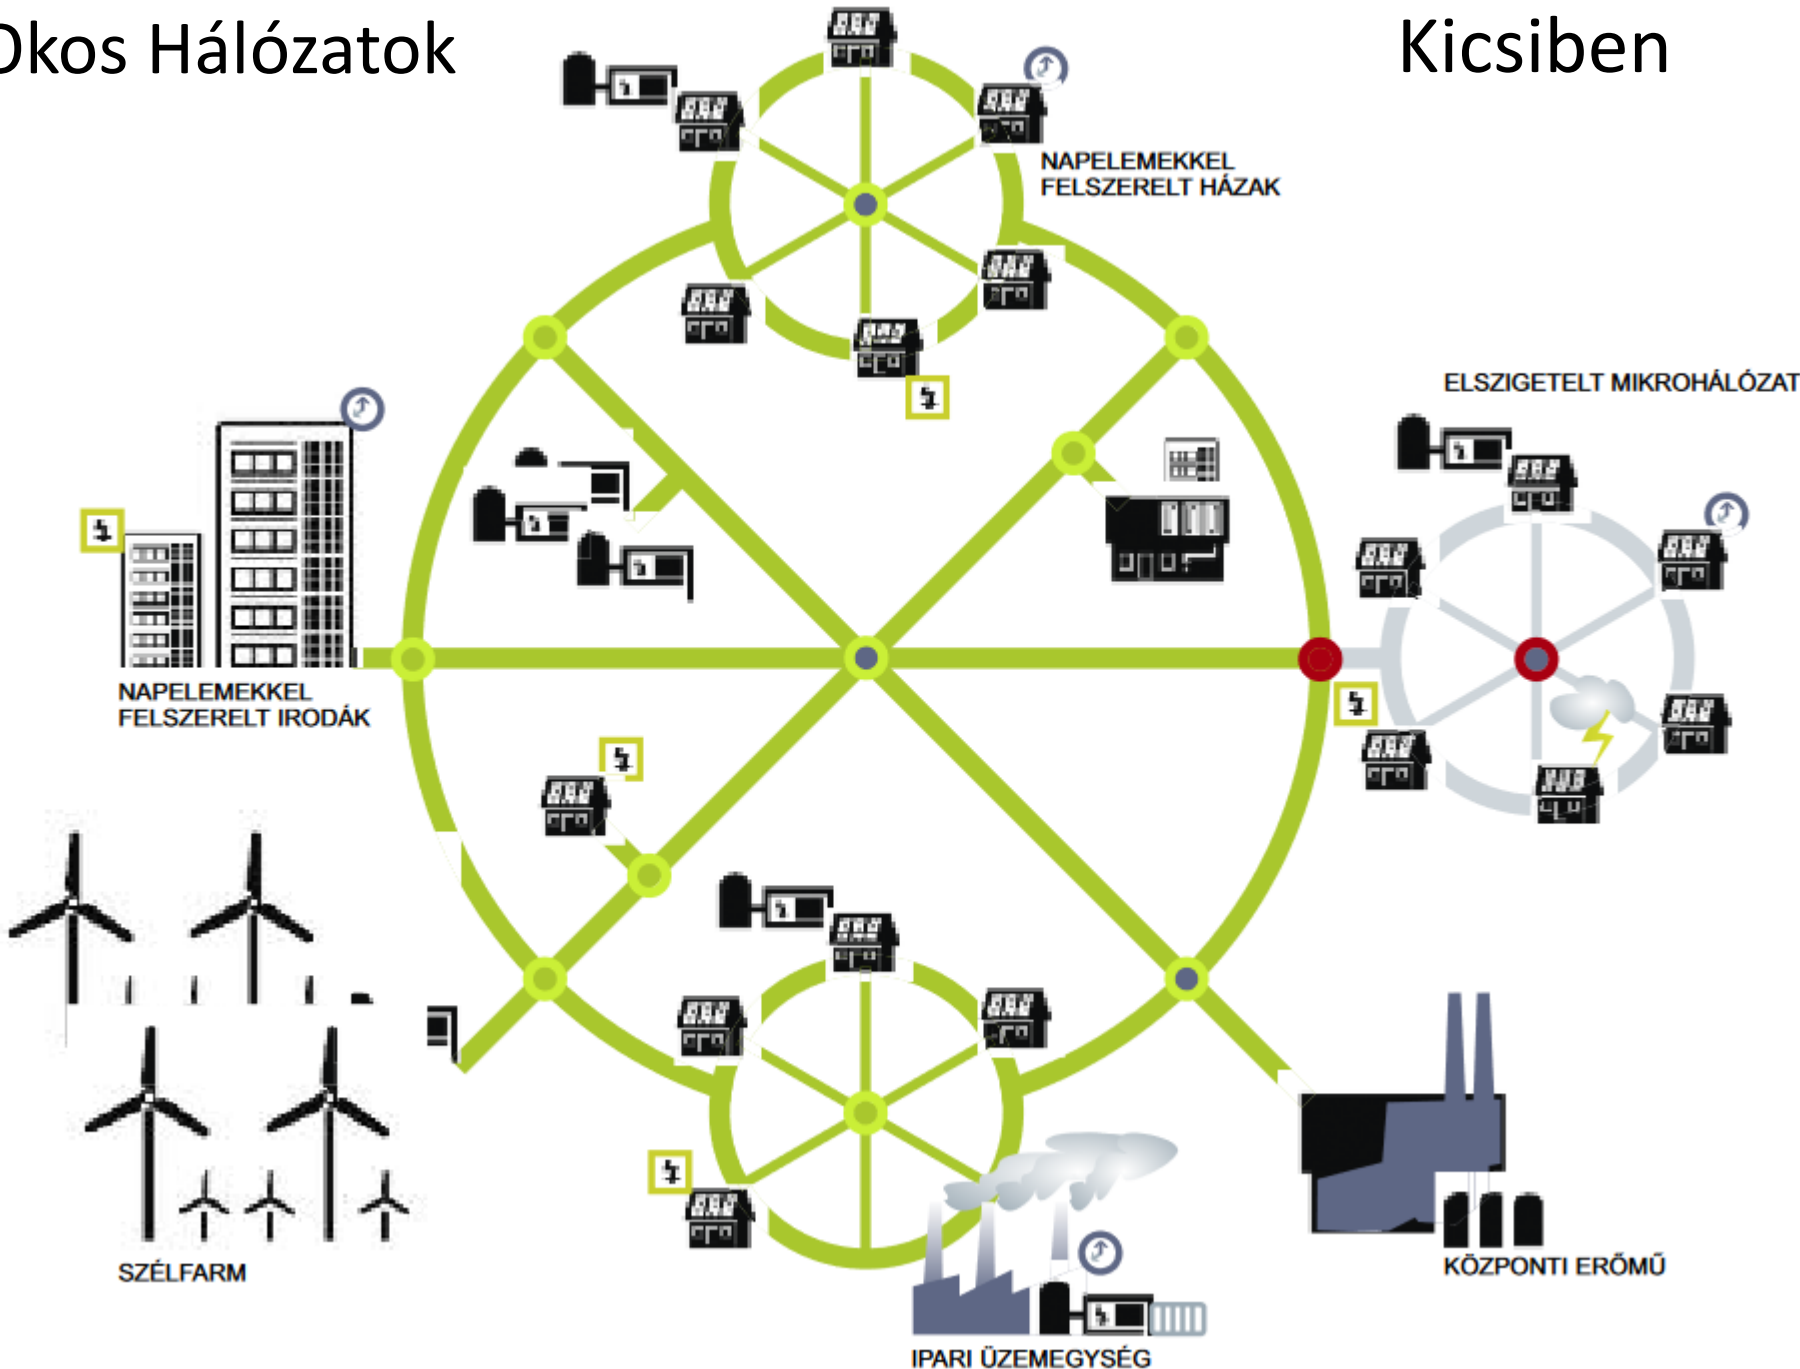 Okos Hálózatok
Kicsiben
NAPELEMEKKEL
FELSZERELT HÁZAK
ELSZIGETELT MIKROHÁLÓZAT
NAPELEMEKKEL
FELSZERELT IRODÁK
SZÉLFARM
KÖZPONTI ERŐMŰ
IPARI ÜZEMEGYSÉG